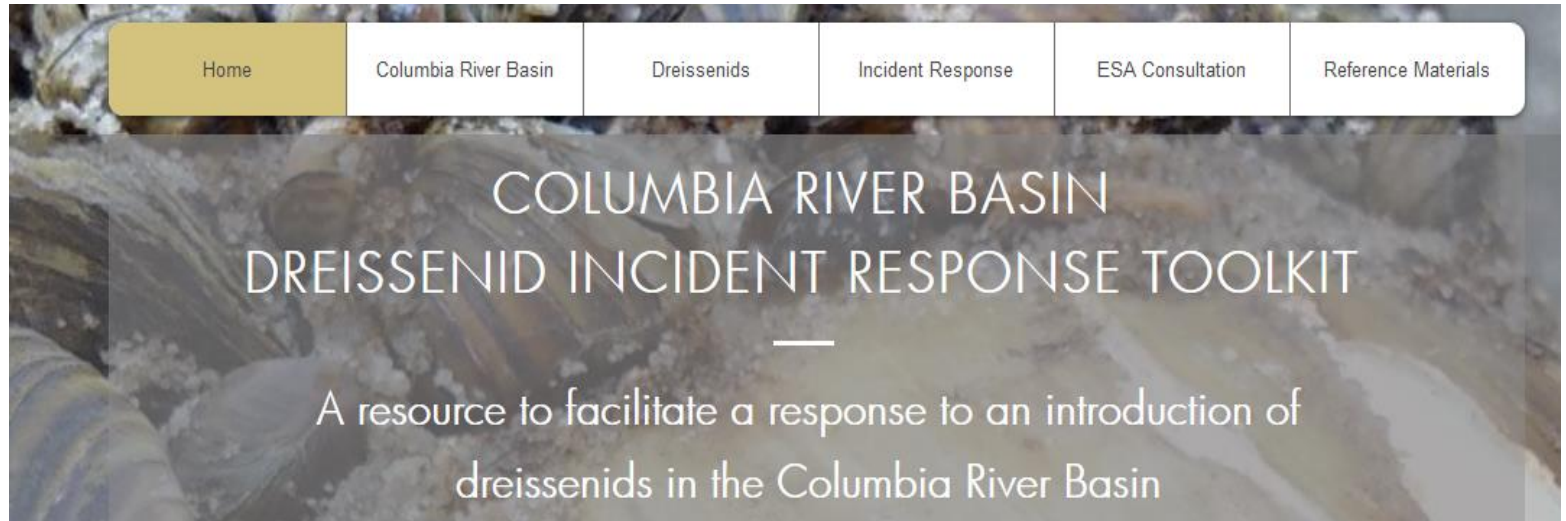 Home
Columbia River Basin
Dreissenids
Incident Response
ESA Consultation
Reference Materials
COLUMBIA RIVER BASIN
DREISSENID INCIDENT RESPONSE TOOLKIT
A resource to facilitate a response to an introduction of
dreissenids in the Columbia River Basin